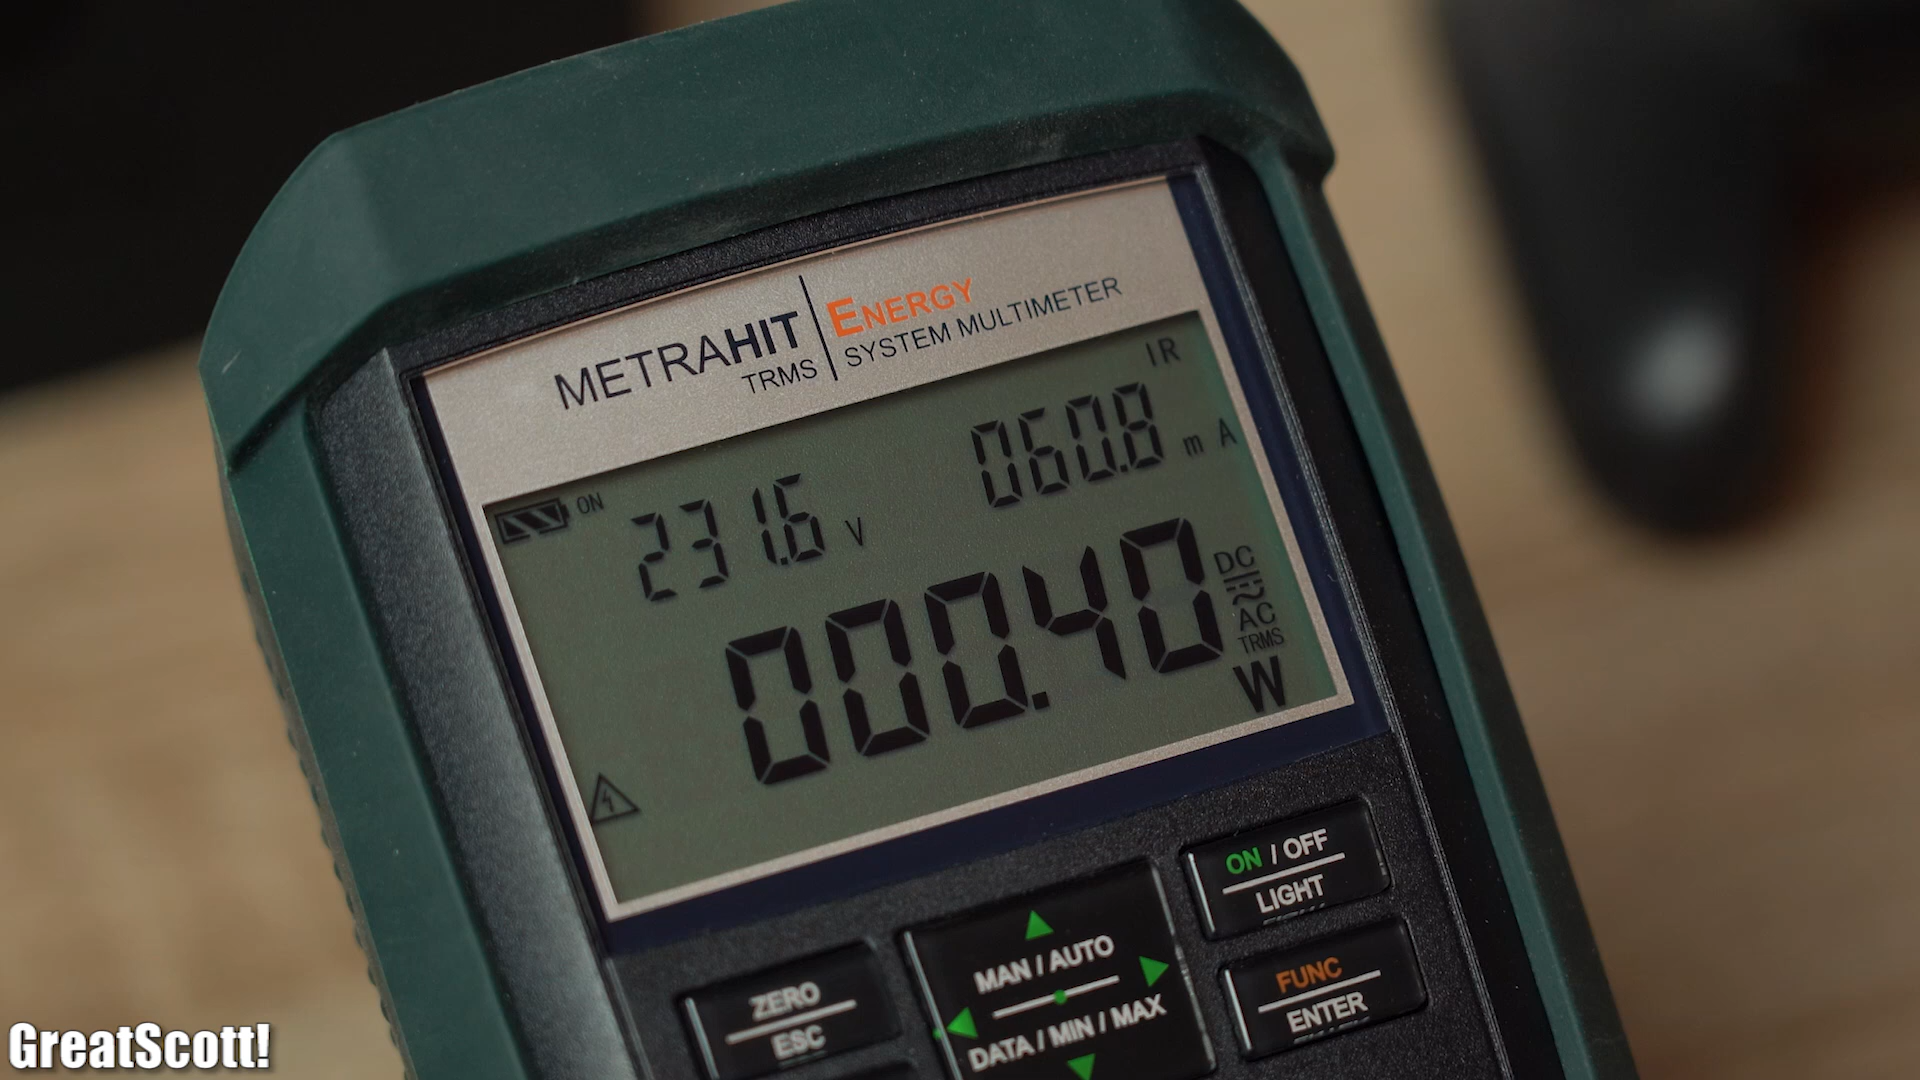 METRAHIT
TRMS
ENERGY
SYSTEM MULTIMETER
IR
ON
231.6 V
060.8 mA
000.40
DC
AC
TRMS
W
ON / OFF
LIGHT
MAN / AUTO
DATA / MIN / MAX
FUNC
ENTER
ZERO
ESC
GreatScott!